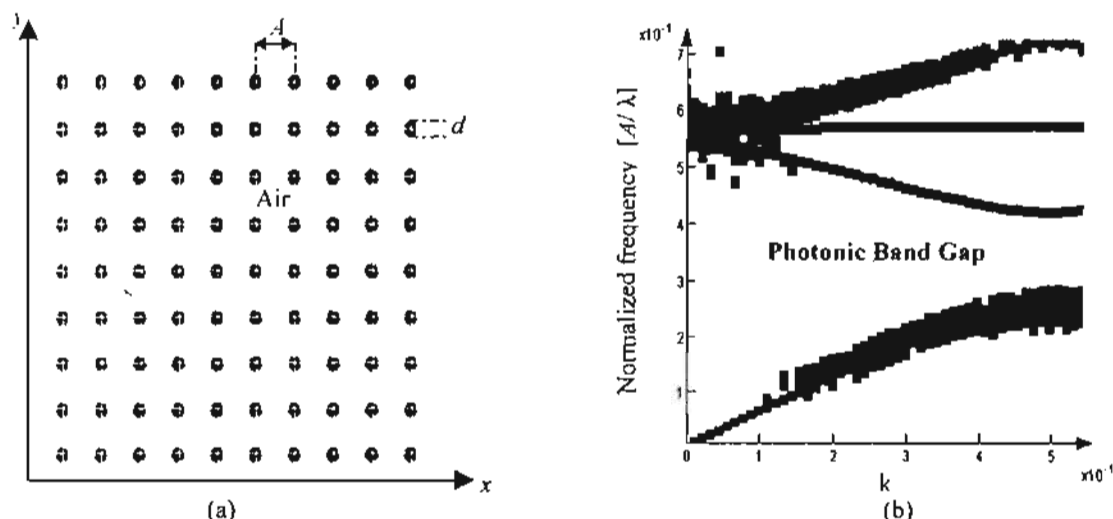 y
A
d
Air
x
(a)
x10⁻¹
7
6
5
4
3
2
1
Normalized frequency [A/λ]
Photonic Band Gap
0 1 2 3 4 5
x10⁻¹
k
(b)